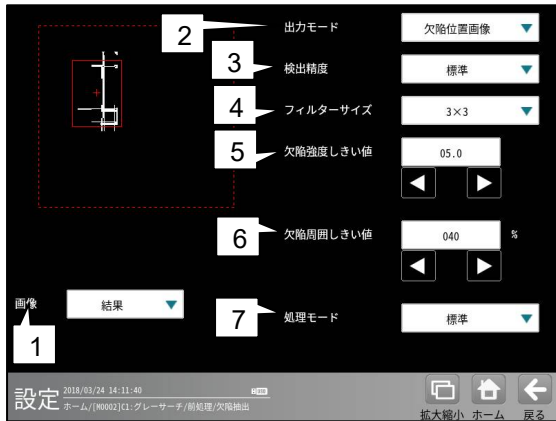 2
出力モード
欠陥位置画像
3
検出精度
標準
4
フィルターサイズ
3×3
5
欠陥強度しきい値
05.0
6
欠陥周囲しきい値
040
%
画像
結果
1
7
処理モード
標準
設定
2018/03/24 14:11:40
ホーム/[M0002]C1:グレーサーチ/前処理/欠陥抽出
拡大縮小
ホーム
戻る